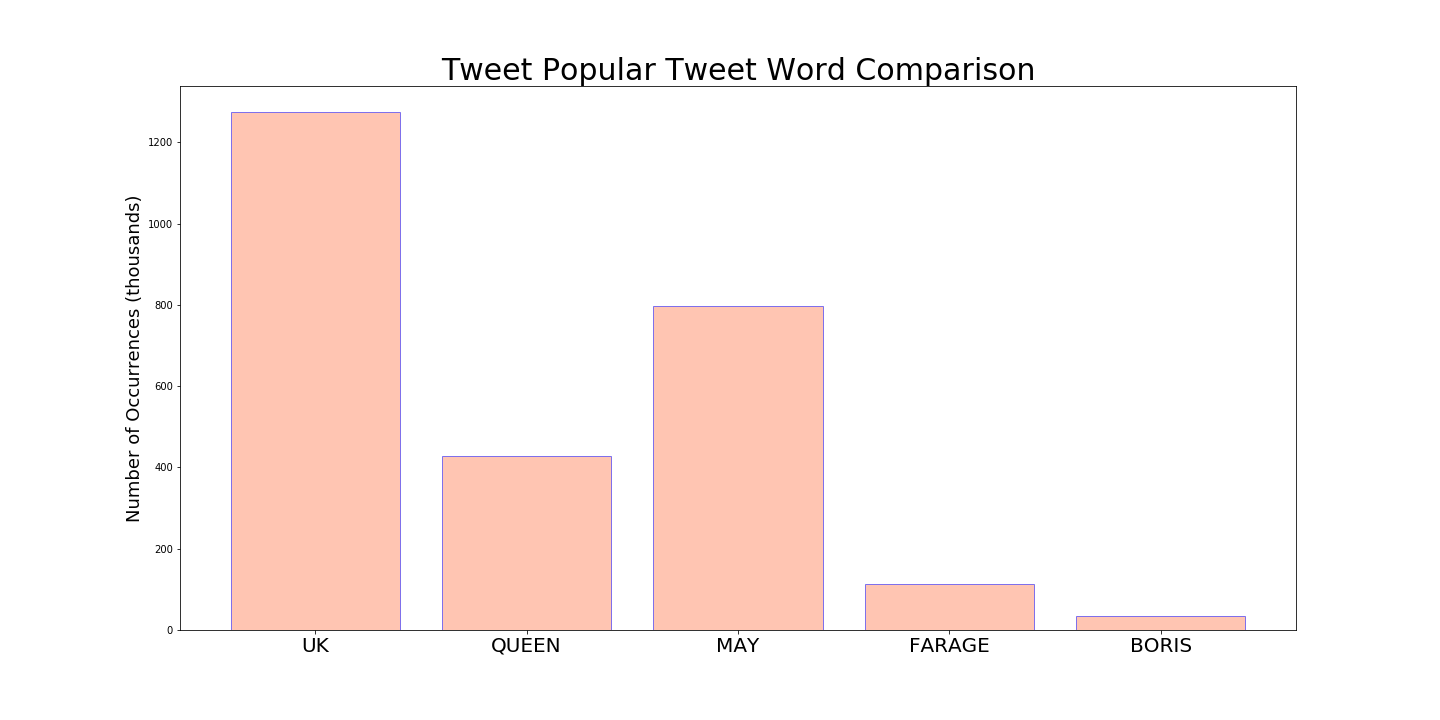 Tweet Popular Tweet Word Comparison
Number of Occurrences (thousands)
1200
1000
800
600
400
200
0
UK QUEEN MAY FARAGE BORIS